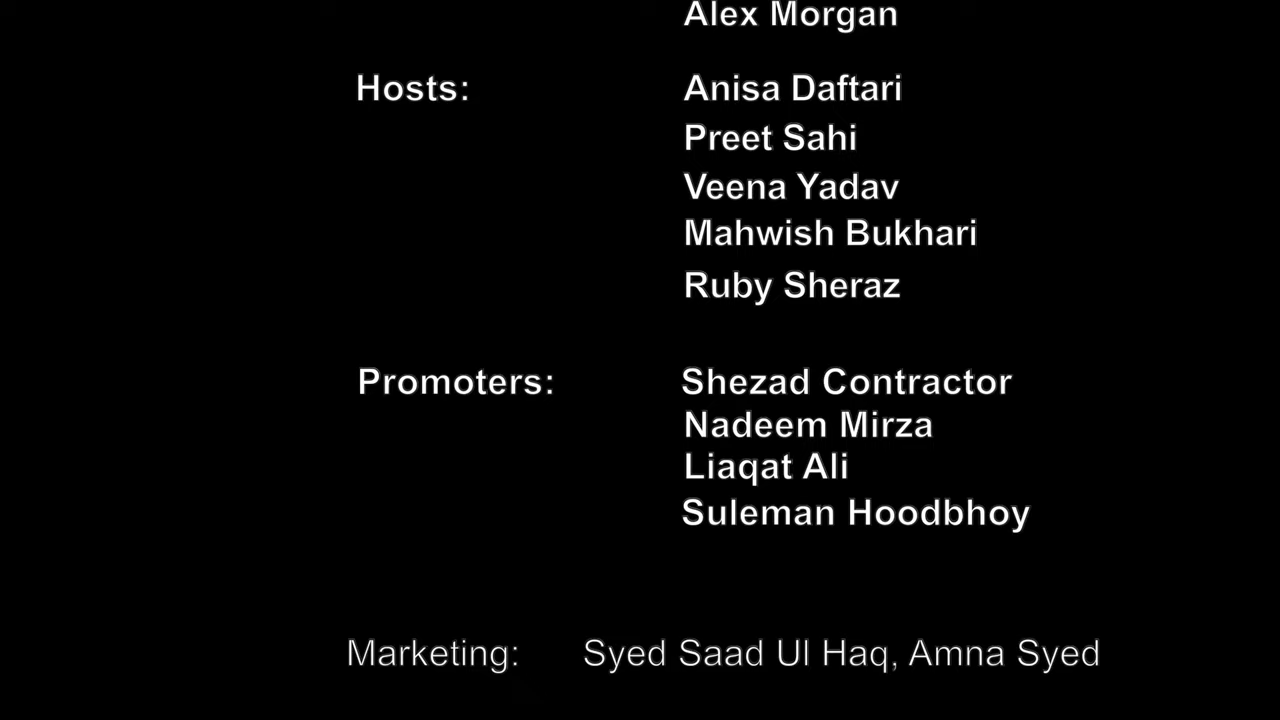 Alex Morgan
Hosts: Anisa Daftari
Preet Sahi
Veena Yadav
Mahwish Bukhari
Ruby Sheraz
Promoters: Shezad Contractor
Nadeem Mirza
Liaqat Ali
Suleman Hoodbhoy
Marketing: Syed Saad Ul Haq, Amna Syed